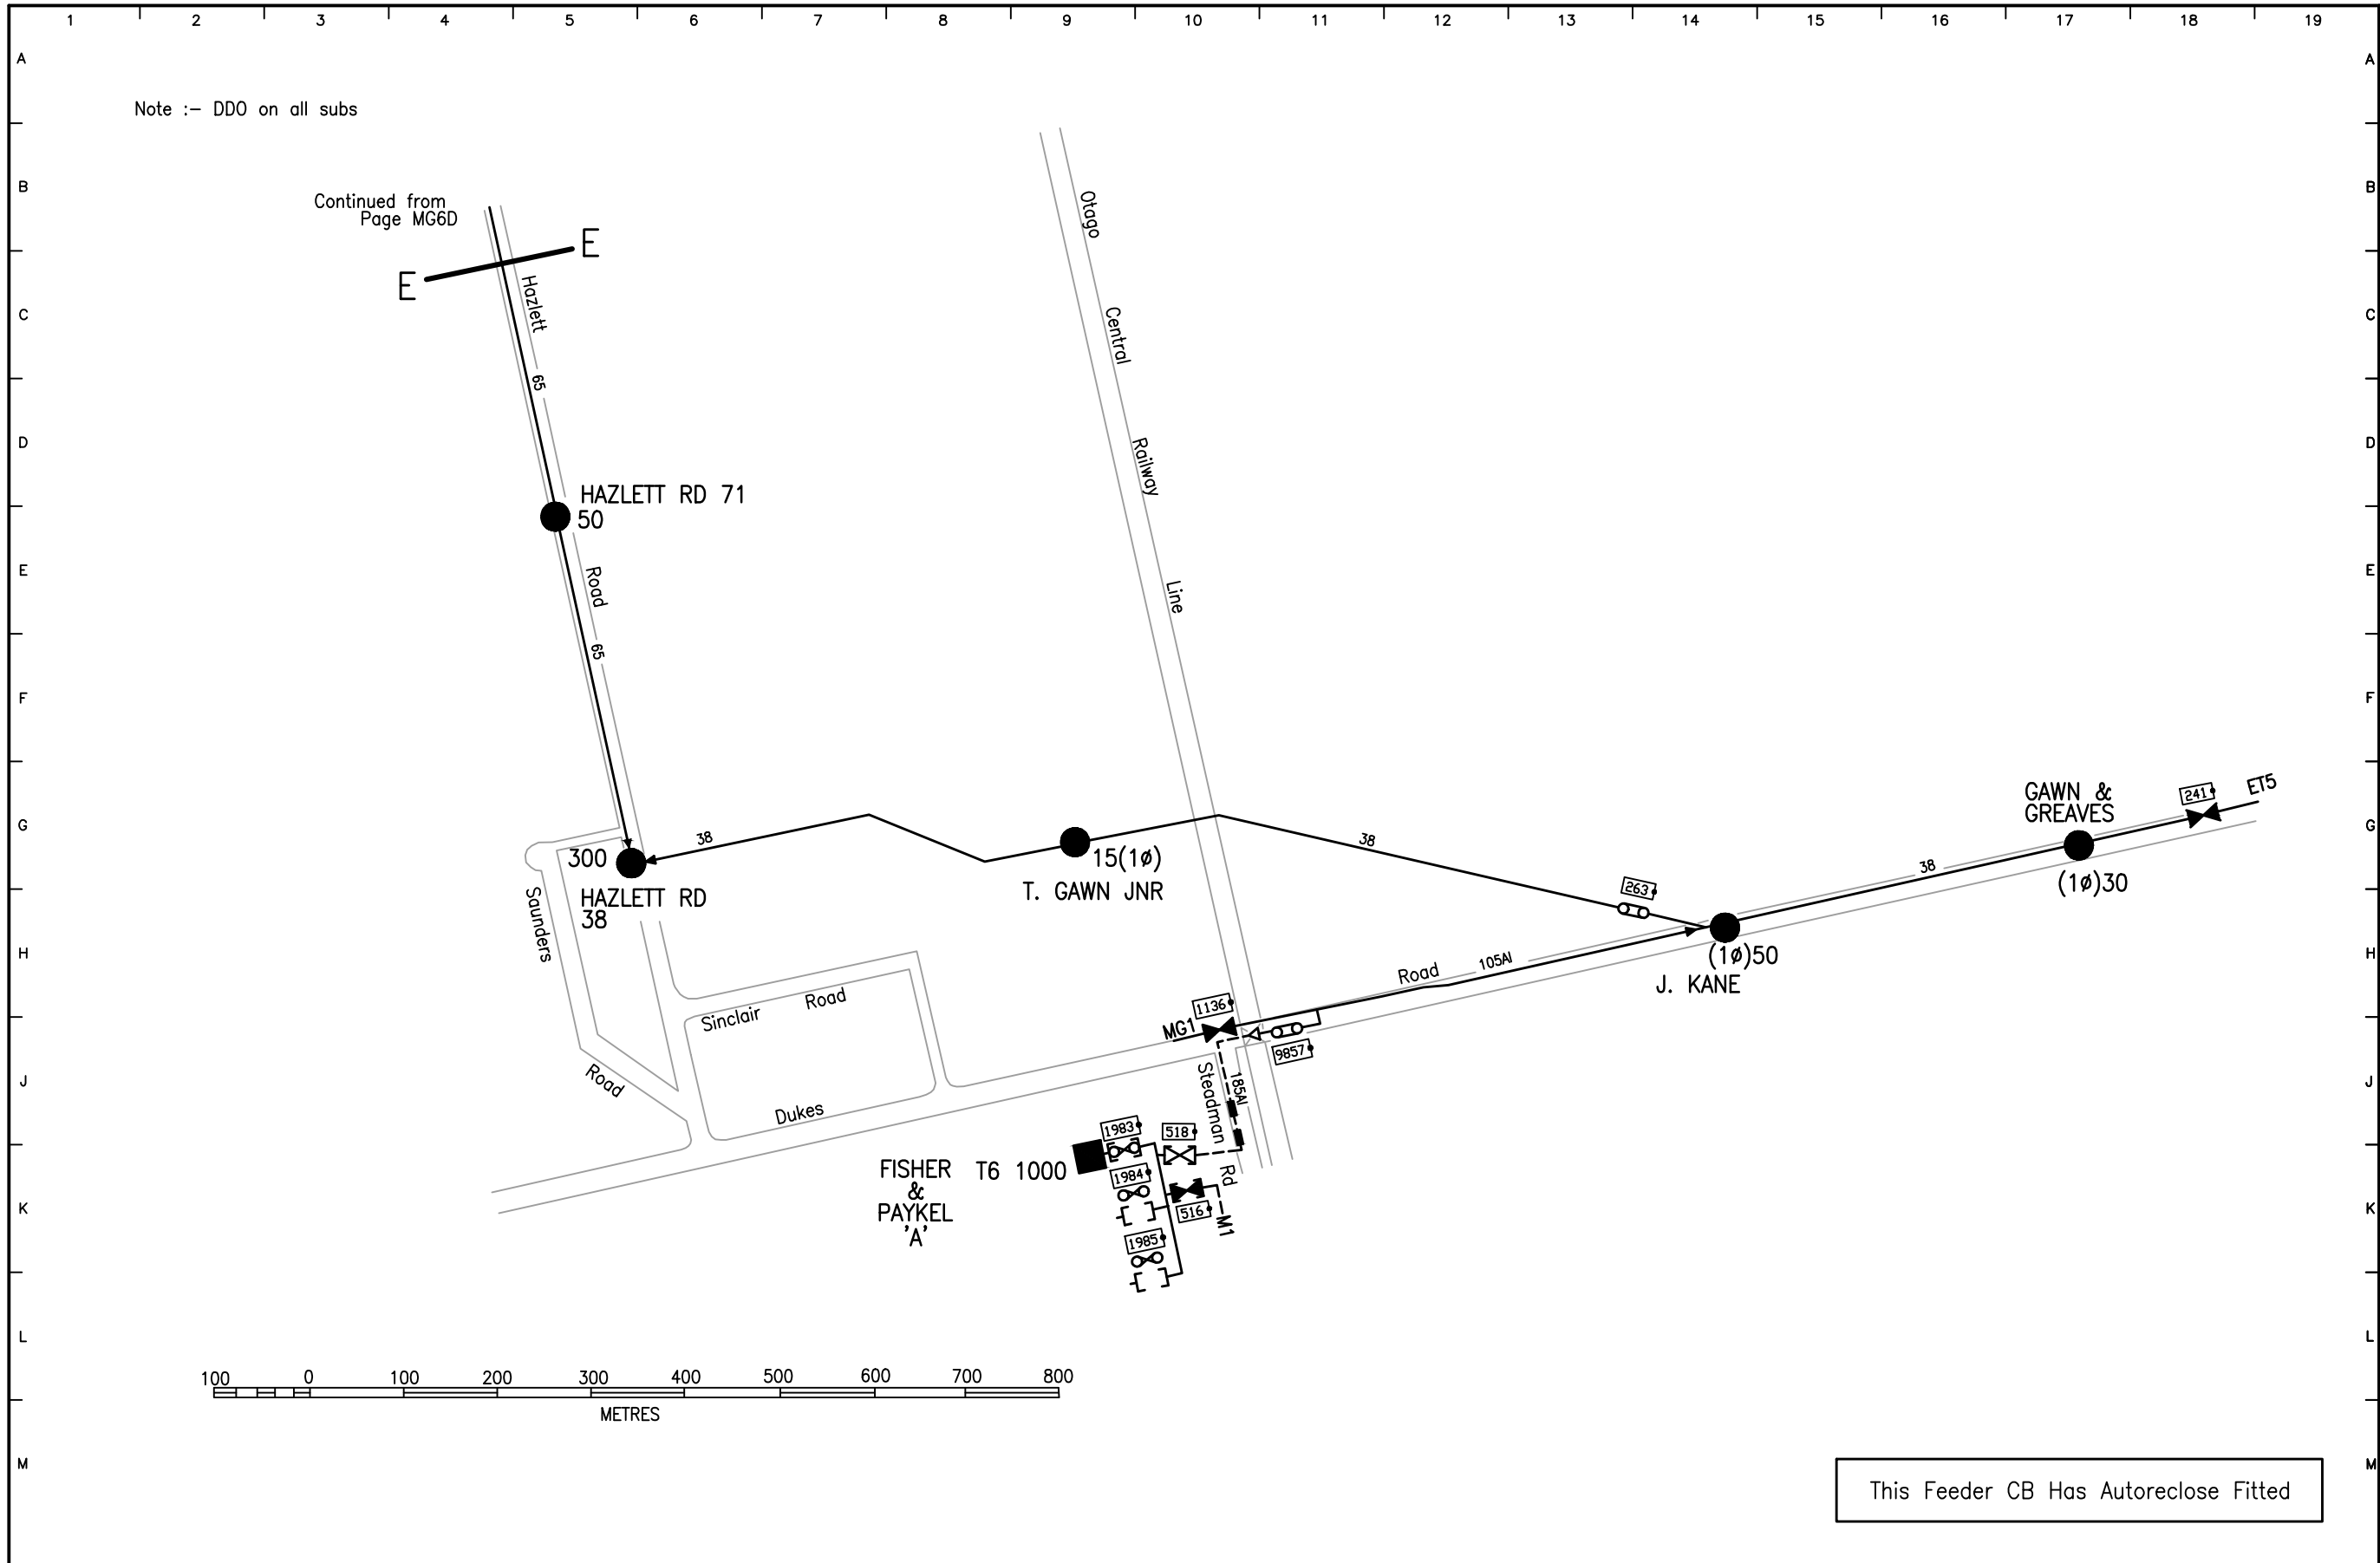 1 2 3 4 5 6 7 8 9 10 11 12 13 14 15 16 17 18 19
A A
Note :- DDO on all subs
B B
Continued from
Page MG6D
E
E
Hazlett
Otago
Central
Railway
Line
C C
65
D D
HAZLETT RD 71
50
Road
E E
65
F F
GAWN &
GREAVES
241
ET5
G G
38
38
38
300
15(1ø)
T. GAWN JNR
HAZLETT RD
38
263
(1ø)30
Saunders
H H
(1ø)50
J. KANE
Road
105Al
1136
MG1
Sinclair
Road
9857
J J
Road
Dukes
Steadman
185Al
1983
518
FISHER
&
PAYKEL
'A'
T6 1000
1984
Rd
K K
516
M1
1985
L L
100 0 100 200 300 400 500 600 700 800
METRES
M M
This Feeder CB Has Autoreclose Fitted